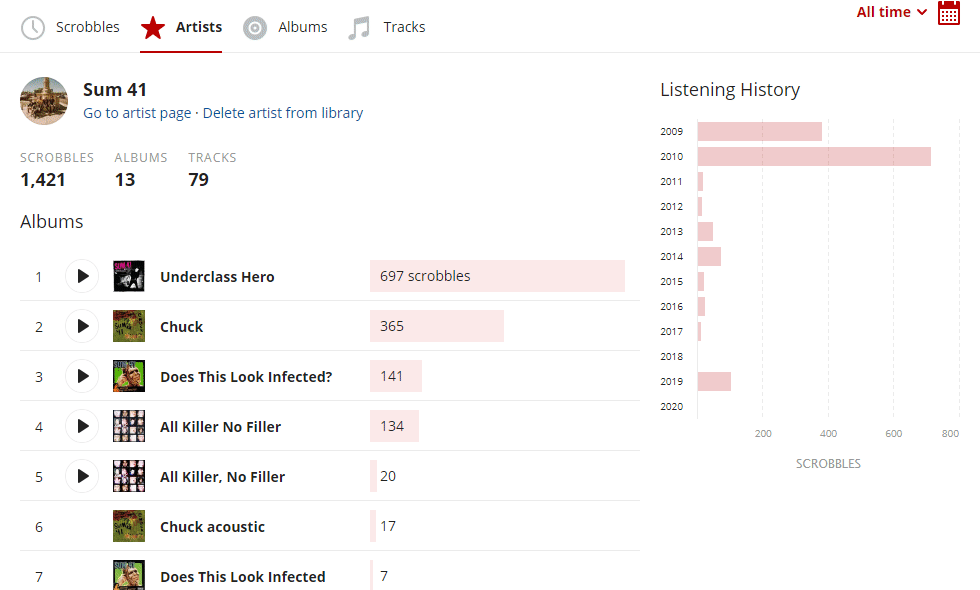 Scrobbles Artists Albums Tracks All time
Sum 41
Go to artist page · Delete artist from library
SCROBBLES ALBUMS TRACKS
1,421 13 79
Albums
1 Underclass Hero 697 scrobbles
2 Chuck 365
3 Does This Look Infected? 141
4 All Killer No Filler 134
5 All Killer, No Filler 20
6 Chuck acoustic 17
7 Does This Look Infected 7
Listening History
2009
2010
2011
2012
2013
2014
2015
2016
2017
2018
2019
2020
200 400 600 800
SCROBBLES